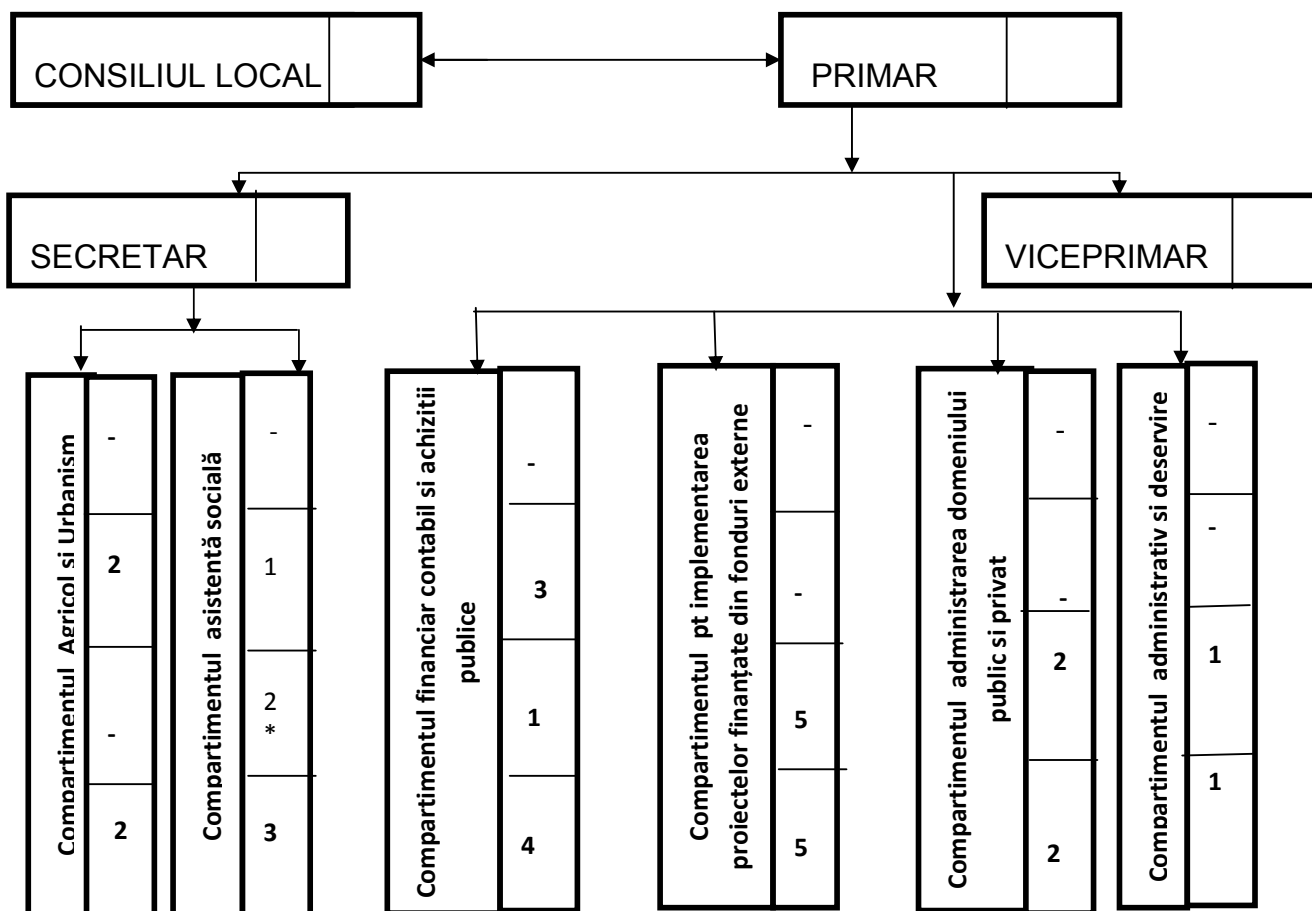 CONSILIUL LOCAL
PRIMAR
SECRETAR
VICEPRIMAR
Compartimentul Agricol si Urbanism
-
2
-
2
Compartimentul asistentă socială
-
1
2
*
3
Compartimentul financiar contabil si achizitii
publice
-
3
1
4
Compartimentul pt implementarea
proiectelor finanțate din fonduri externe
-
-
5
5
Compartimentul administrarea domeniului
public si privat
-
-
2
2
Compartimentul administrativ si deservire
-
-
1
1